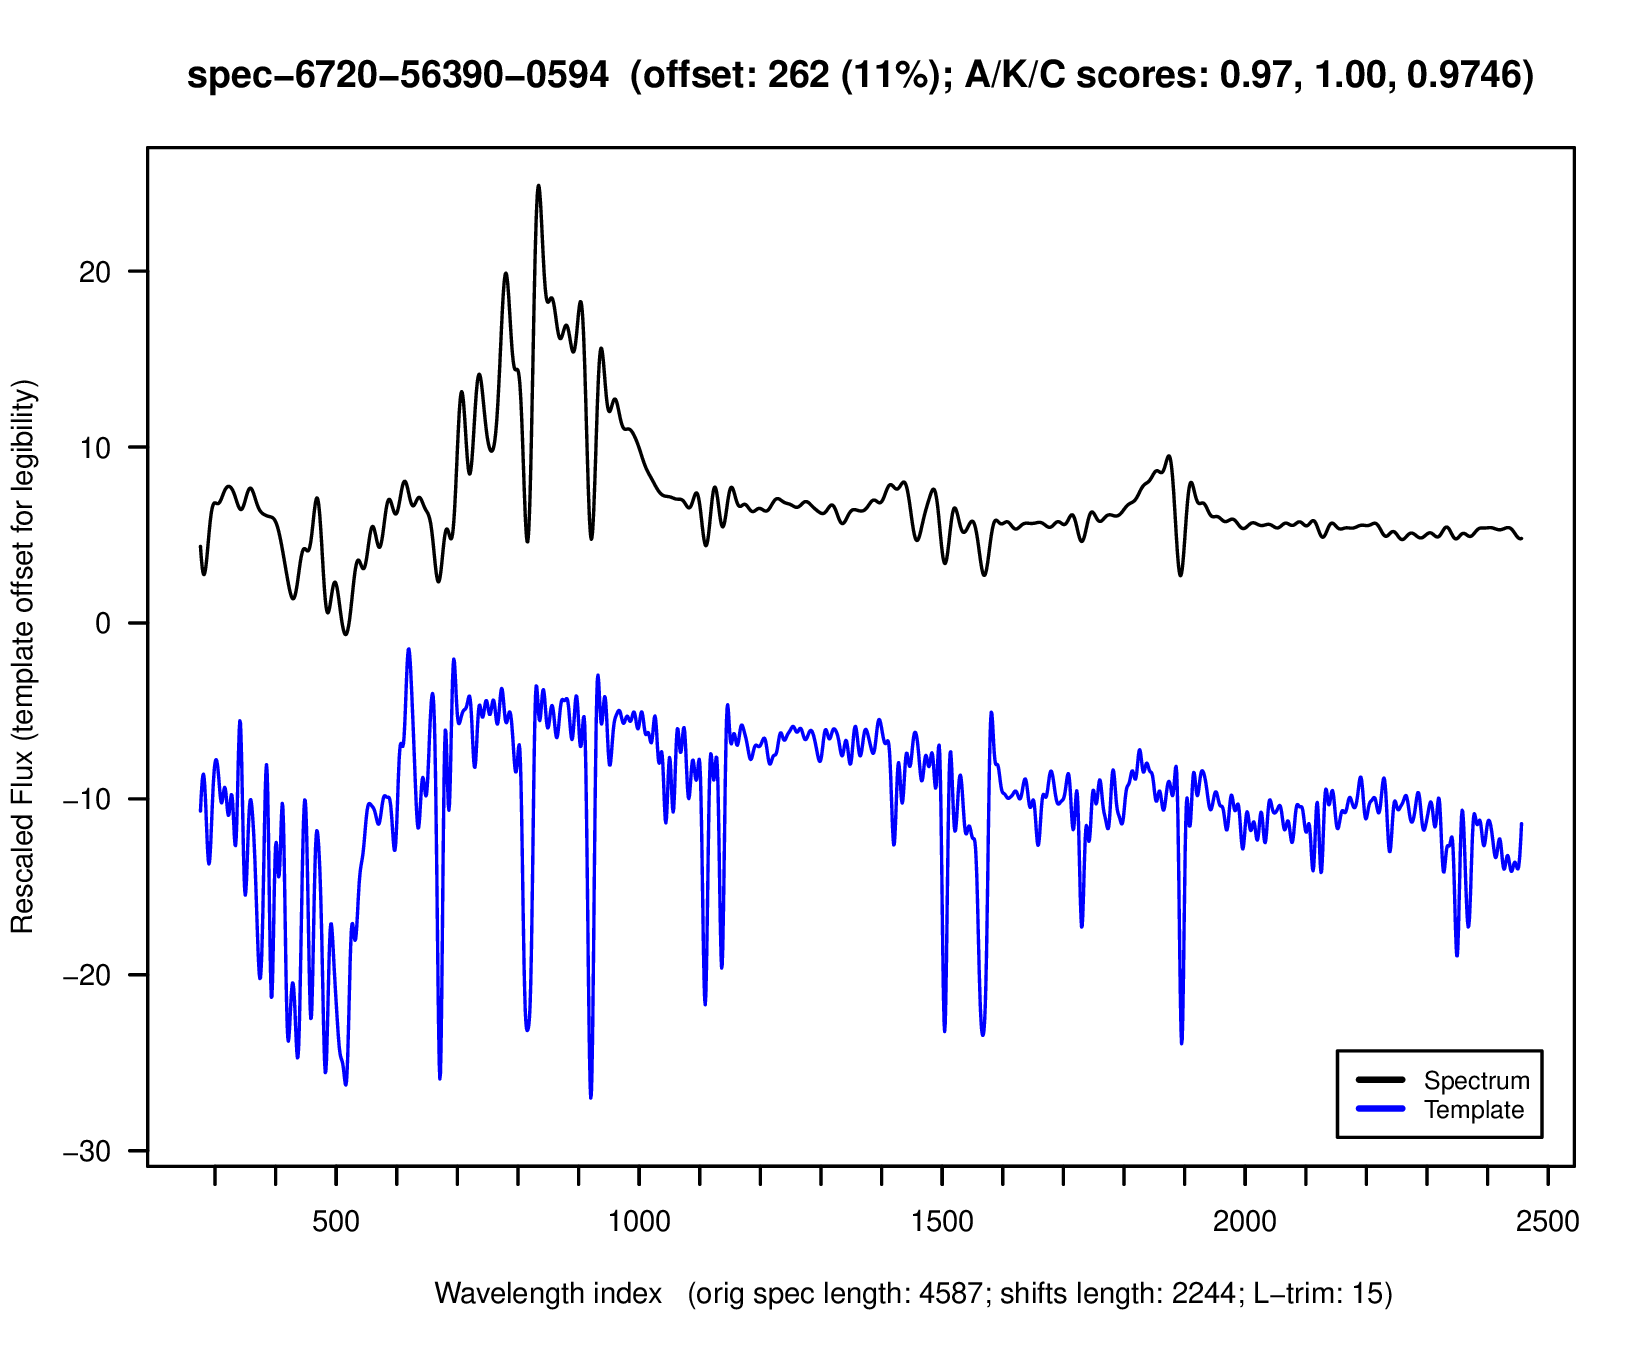 spec−6720−56390−0594 (offset: 262 (11%); A/K/C scores: 0.97, 1.00, 0.9746)
Rescaled Flux (template offset for legibility)
20
10
0
−10
−20
−30
Spectrum
Template
500 1000 1500 2000 2500
Wavelength index (orig spec length: 4587; shifts length: 2244; L−trim: 15)